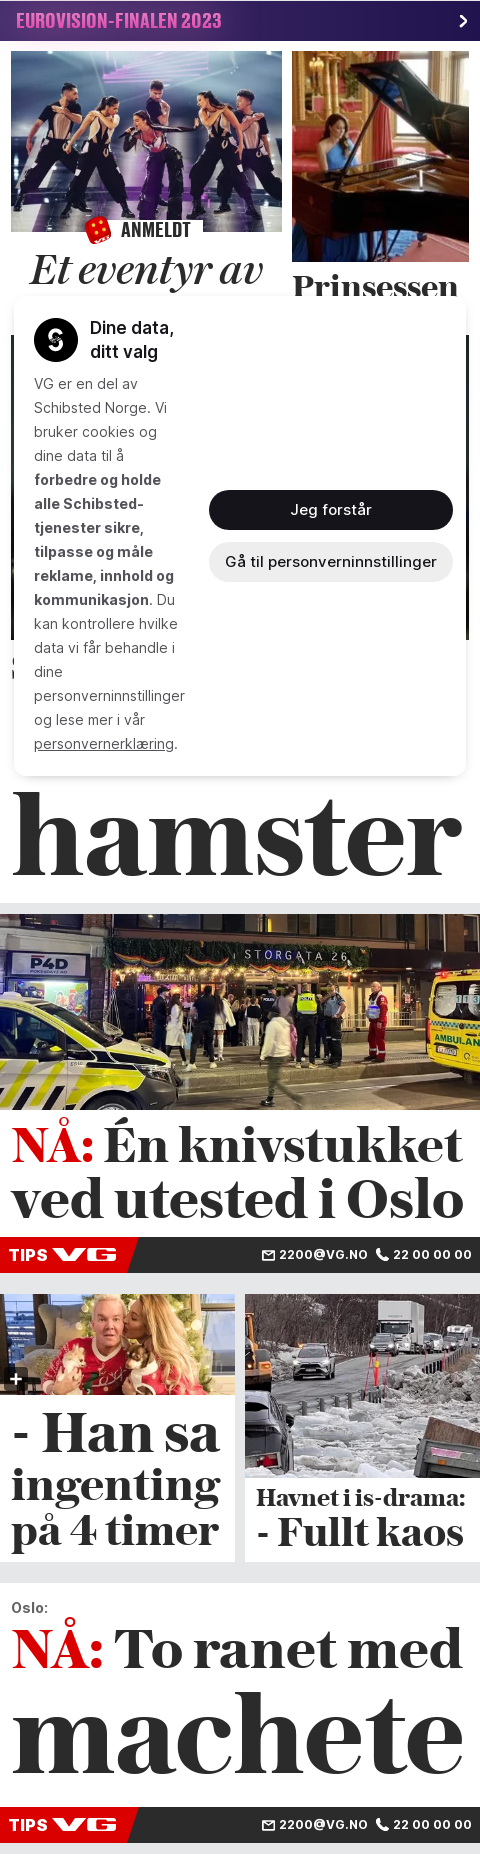 EUROVISION-FINALEN 2023
ANMELDT
Et eventyr av
Prinsessen
Dine data,
ditt valg
VG er en del av
Schibsted Norge. Vi
bruker cookies og
dine data til å
forbedre og holde
alle Schibsted-
tjenester sikre,
tilpasse og måle
reklame, innhold og
kommunikasjon. Du
kan kontrollere hvilke
data vi får behandle i
dine
personverninnstillinger
og lese mer i vår
personvernerklæring.
Jeg forstår
Gå til personverninnstillinger
hamster
P4D
STORGATA 26
AMBULAN
NÅ: Én knivstukket
ved utested i Oslo
TIPS VG
2200@VG.NO 22 00 00 00
- Han sa
ingenting
på 4 timer
Havnet i is-drama:
- Fullt kaos
Oslo:
NÅ: To ranet med
machete
TIPS VG
2200@VG.NO 22 00 00 00